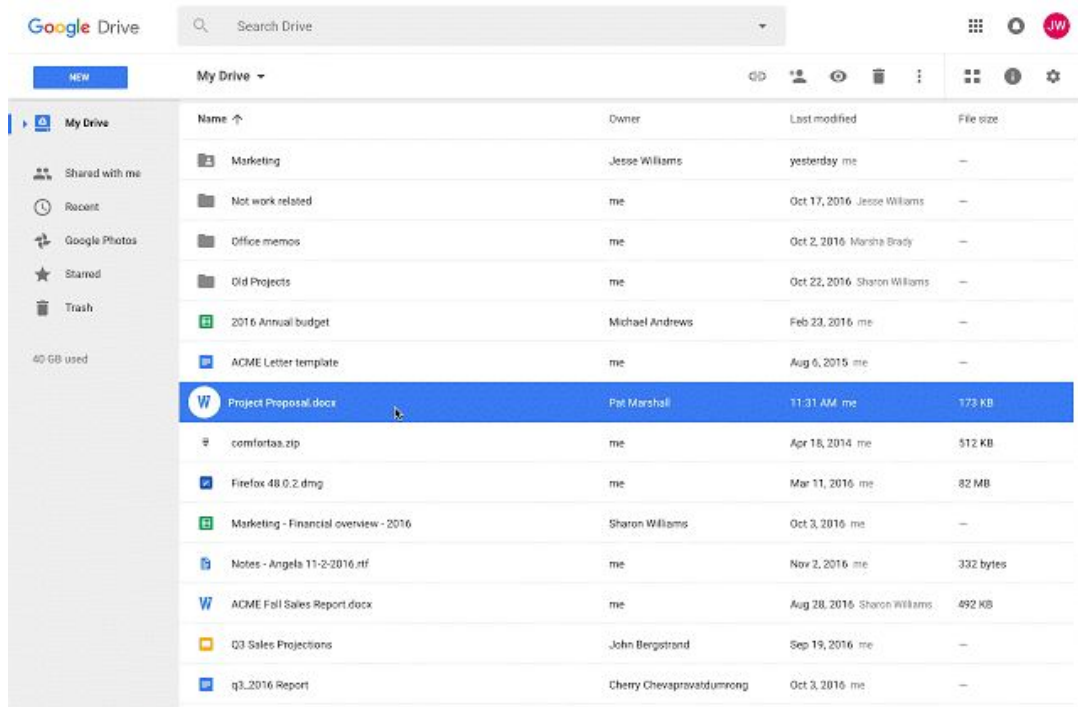 Google Drive
Search Drive
JW
NEW
My Drive
My Drive
Shared with me
Recent
Google Photos
Starred
Trash
40 GB used
Name Owner Last modified File size
Marketing Jesse Williams yesterday me –
Not work related me Oct 17, 2016 Jesse Williams –
Office memos me Oct 2, 2016 Marsha Brady –
Old Projects me Oct 22, 2016 Sharon Williams –
2016 Annual budget Michael Andrews Feb 23, 2016 me –
ACME Letter template me Aug 6, 2015 me –
W Project Proposal.docx Pat Marshall 11:31 AM me 173 KB
comfortaa.zip me Apr 18, 2014 me 512 KB
Firefox 48.0.2.dmg me Mar 11, 2016 me 82 MB
Marketing - Financial overview - 2016 Sharon Williams Oct 3, 2016 me –
Notes - Angela 11-2-2016.rtf me Nov 2, 2016 me 332 bytes
W ACME Fall Sales Report.docx me Aug 28, 2016 Sharon Williams 492 KB
Q3 Sales Projections John Bergstrand Sep 19, 2016 me –
q3_2016 Report Cherry Chevapravatdumrong Oct 3, 2016 me –